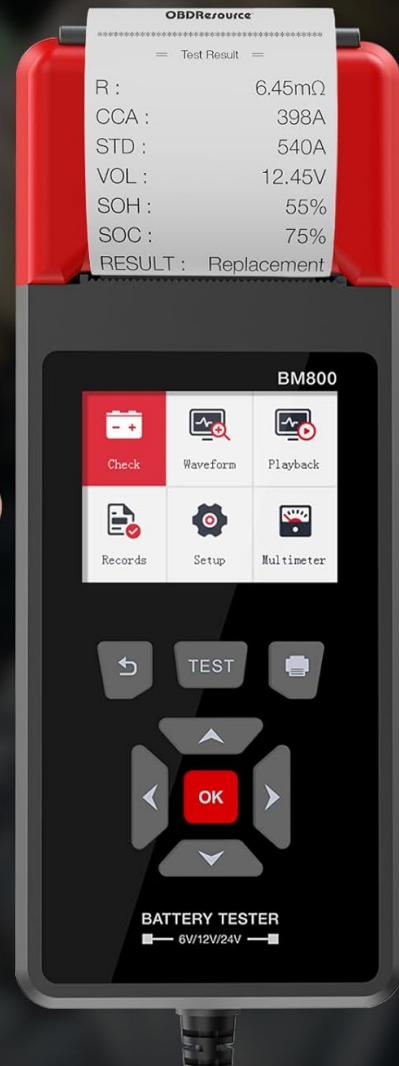 OBDResource
****************************************
= Test Result =
R : 6.45mΩ
CCA : 398A
STD : 540A
VOL : 12.45V
SOH : 55%
SOC : 75%
RESULT : Replacement
BM800
Check Waveform Playback
Records Setup Multimeter
TEST
OK
BATTERY TESTER
6V/12V/24V